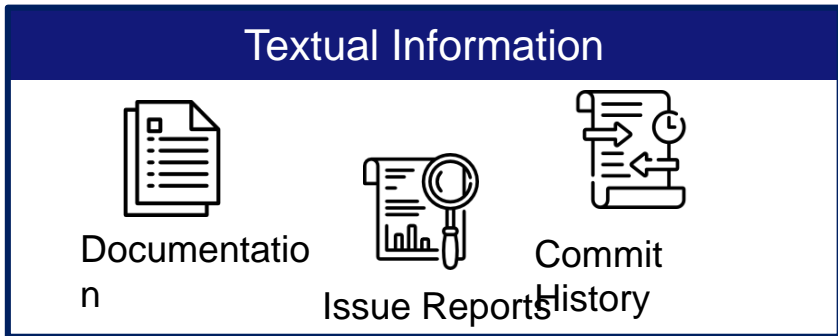 Textual Information
Documentatio
n
Issue Reports
Commit
History